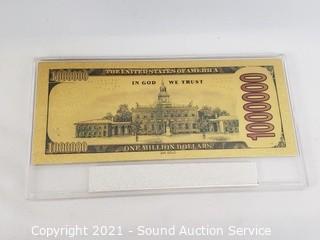 THE UNITED STATES OF AMERICA
1000000
IN GOD WE TRUST
1000000
1000000
ONE MILLION DOLLARS
Copyright 2021 - Sound Auction Service